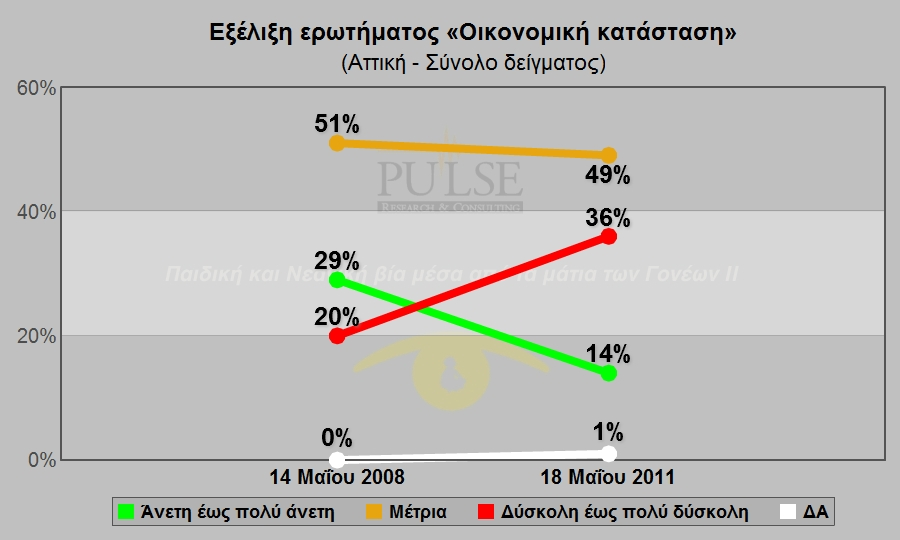 Εξέλιξη ερωτήματος «Οικονομική κατάσταση»
(Αττική - Σύνολο δείγματος)
60%
51%
49%
PULSE
RESEARCH & CONSULTING
40%
36%
29%
Παιδική και Νεανική βία μέσα από τα μάτια των Γονέων ΙΙ
20%
20%
14%
0%
1%
0%
14 Μαΐου 2008
18 Μαΐου 2011
Άνετη έως πολύ άνετη
Μέτρια
Δύσκολη έως πολύ δύσκολη
ΔΑ